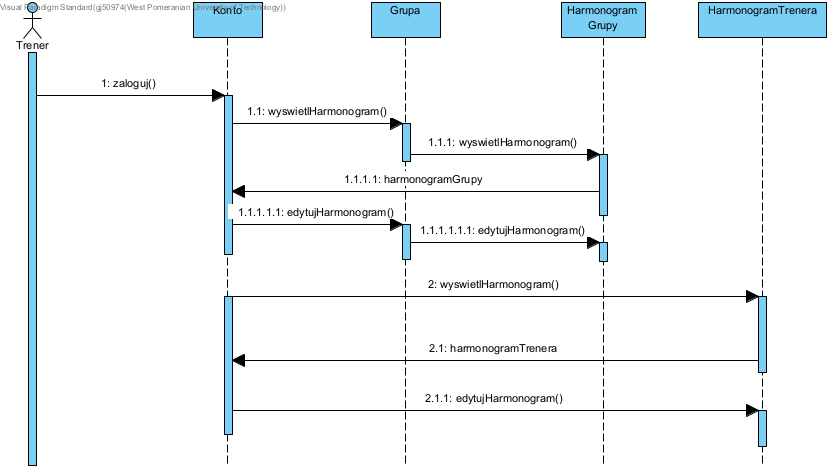 Visual Paradigm Standard(gj50974(West Pomeranian University of Technology))
Trener
Konto
Grupa
Harmonogram
Grupy
HarmonogramTrenera
1: zaloguj()
1.1: wyswietlHarmonogram()
1.1.1: wyswietlHarmonogram()
1.1.1.1: harmonogramGrupy
1.1.1.1.1: edytujHarmonogram()
1.1.1.1.1.1: edytujHarmonogram()
2: wyswietlHarmonogram()
2.1: harmonogramTrenera
2.1.1: edytujHarmonogram()